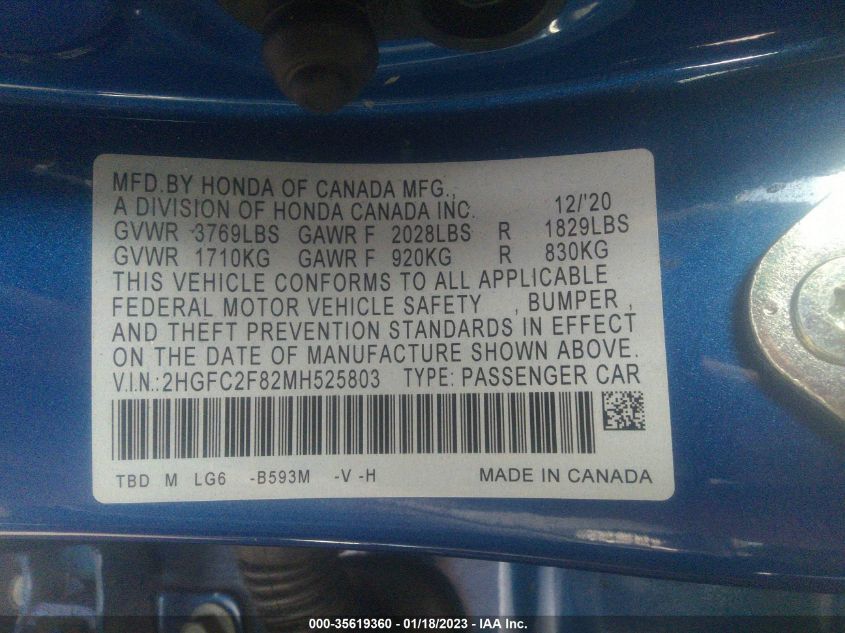 MFD.BY HONDA OF CANADA MFG.,
A DIVISION OF HONDA CANADA INC. 12/'20
GVWR 3769LBS GAWR F 2028LBS R 1829LBS
GVWR 1710KG GAWR F 920KG R 830KG
THIS VEHICLE CONFORMS TO ALL APPLICABLE
FEDERAL MOTOR VEHICLE SAFETY , BUMPER ,
AND THEFT PREVENTION STANDARDS IN EFFECT
ON THE DATE OF MANUFACTURE SHOWN ABOVE.
V.I.N.:2HGFC2F82MH525803 TYPE: PASSENGER CAR
TBD M LG6 -B593M -V -H MADE IN CANADA
000-35619360 - 01/18/2023 - IAA Inc.